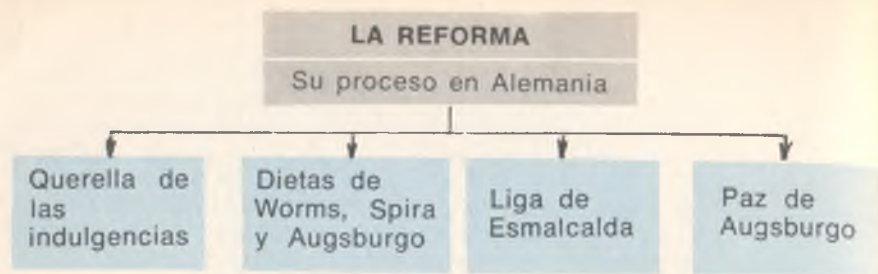 LA REFORMA
Su proceso en Alemania
Querella de
las
indulgencias
Dietas de
Worms, Spira
y Augsburgo
Liga de
Esmalcalda
Paz de
Augsburgo